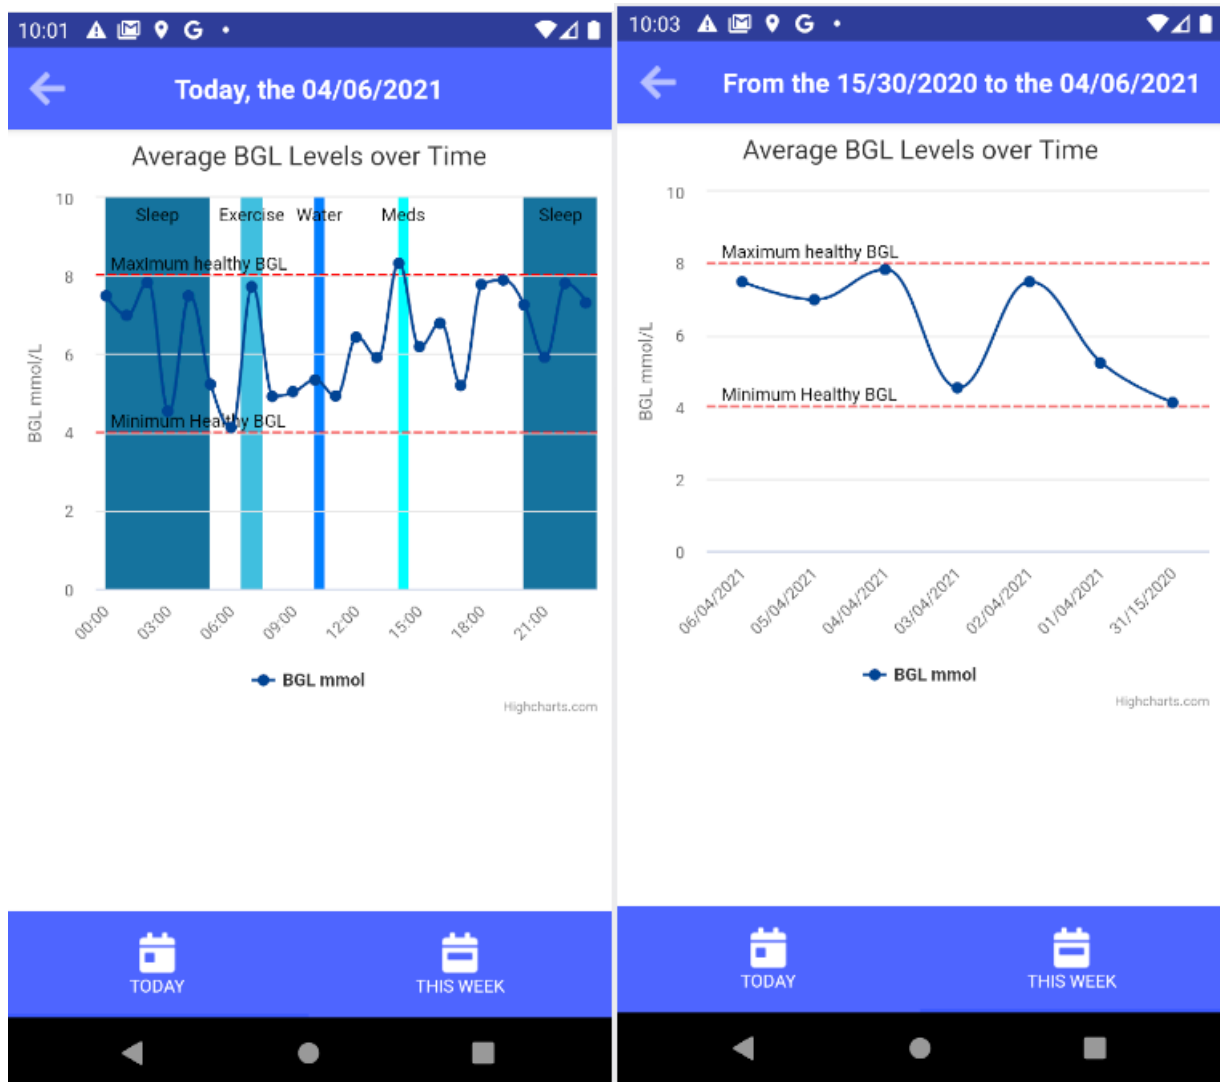 10:01
Today, the 04/06/2021
Average BGL Levels over Time
BGL mmol/L
10
8
6
4
2
0
Sleep
Exercise
Water
Meds
Sleep
Maximum healthy BGL
Minimum Healthy BGL
00:00
03:00
06:00
09:00
12:00
15:00
18:00
21:00
BGL mmol
Highcharts.com
TODAY
THIS WEEK
10:03
From the 15/30/2020 to the 04/06/2021
Average BGL Levels over Time
BGL mmol/L
10
8
6
4
2
0
Maximum healthy BGL
Minimum Healthy BGL
06/04/2021
05/04/2021
04/04/2021
03/04/2021
02/04/2021
01/04/2021
31/15/2020
BGL mmol
Highcharts.com
TODAY
THIS WEEK